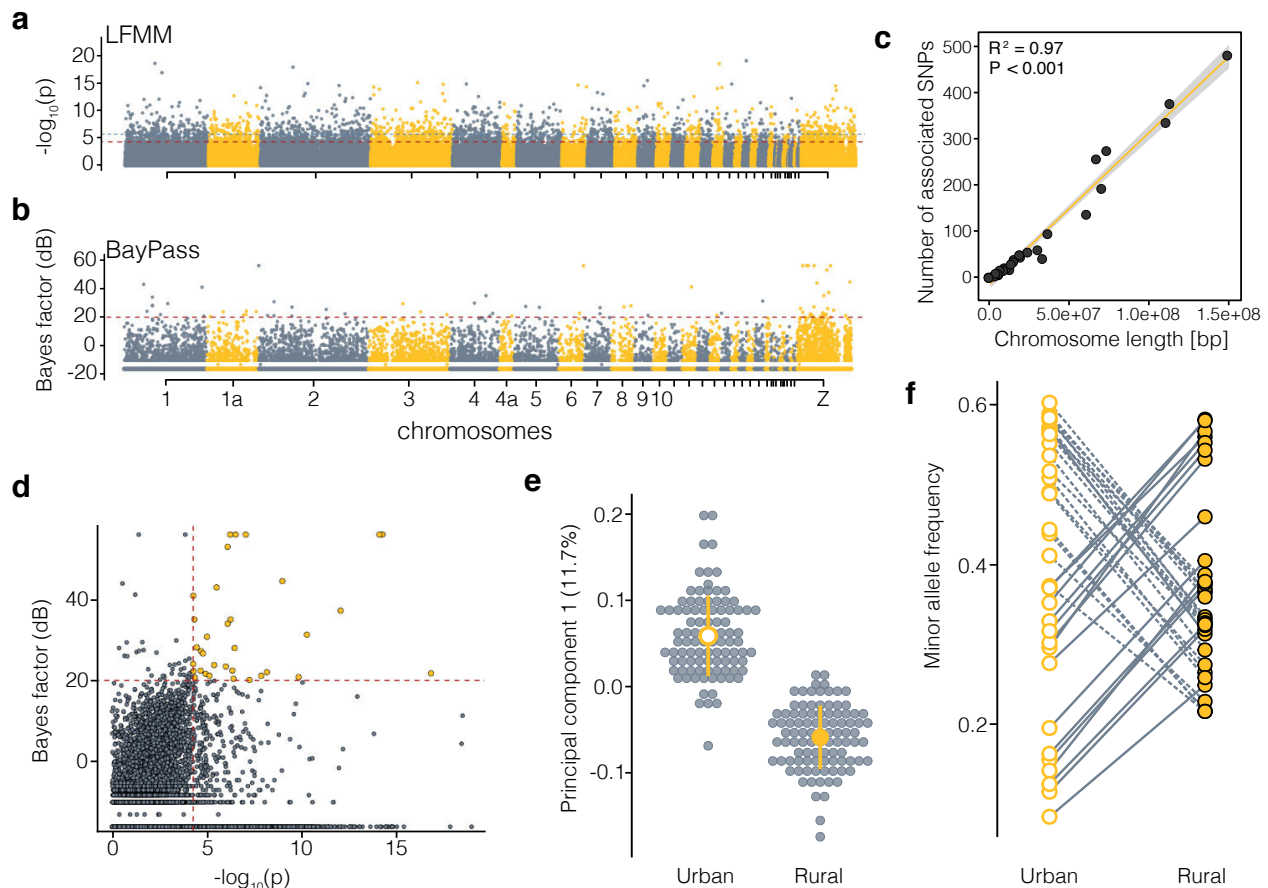 a
LFMM
-log10(p)
20
15
10
5
0
b
BayPass
Bayes factor (dB)
60
40
20
0
-20
1
1a
2
3
4
4a
5
6
7
8
9
10
Z
chromosomes
c
R² = 0.97
P < 0.001
Number of associated SNPs
500
400
300
200
100
0
0.0
5.0e+07
1.0e+08
1.5e+08
Chromosome length [bp]
d
Bayes factor (dB)
40
20
0
0
5
10
15
-log10(p)
e
Principal component 1 (11.7%)
0.2
0.1
0.0
-0.1
Urban
Rural
f
Minor allele frequency
0.6
0.4
0.2
Urban
Rural